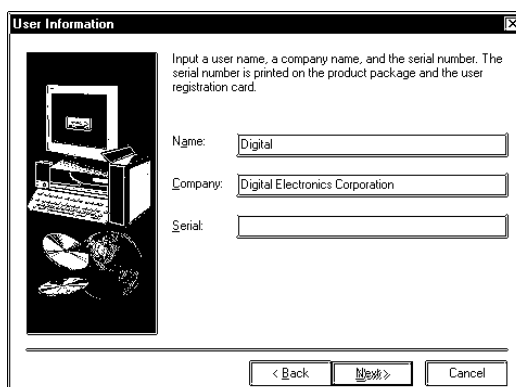 User Information
Input a user name, a company name, and the serial number. The
serial number is printed on the product package and the user
registration card.
Name: Digital
Company: Digital Electronics Corporation
Serial:
< Back Next > Cancel